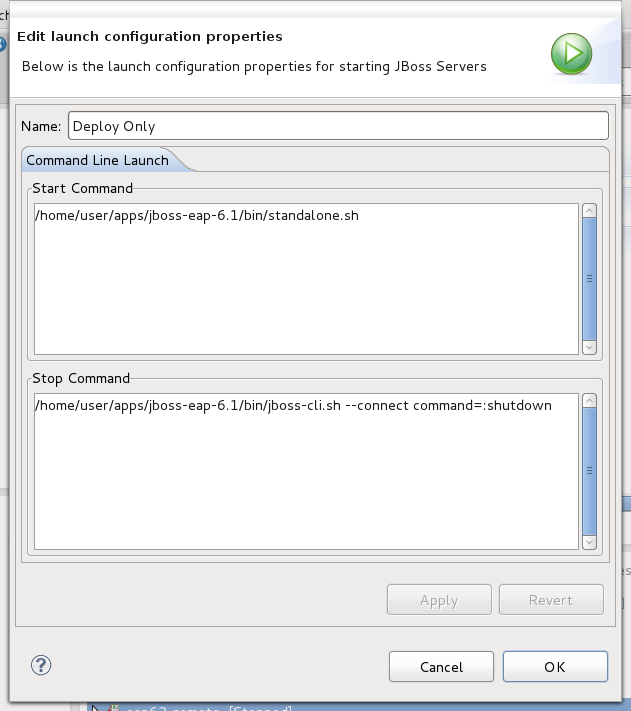 Edit launch configuration properties
Below is the launch configuration properties for starting JBoss Servers
Name: Deploy Only
Command Line Launch
Start Command
/home/user/apps/jboss-eap-6.1/bin/standalone.sh
Stop Command
/home/user/apps/jboss-eap-6.1/bin/jboss-cli.sh --connect command=:shutdown
Apply Revert
Cancel OK